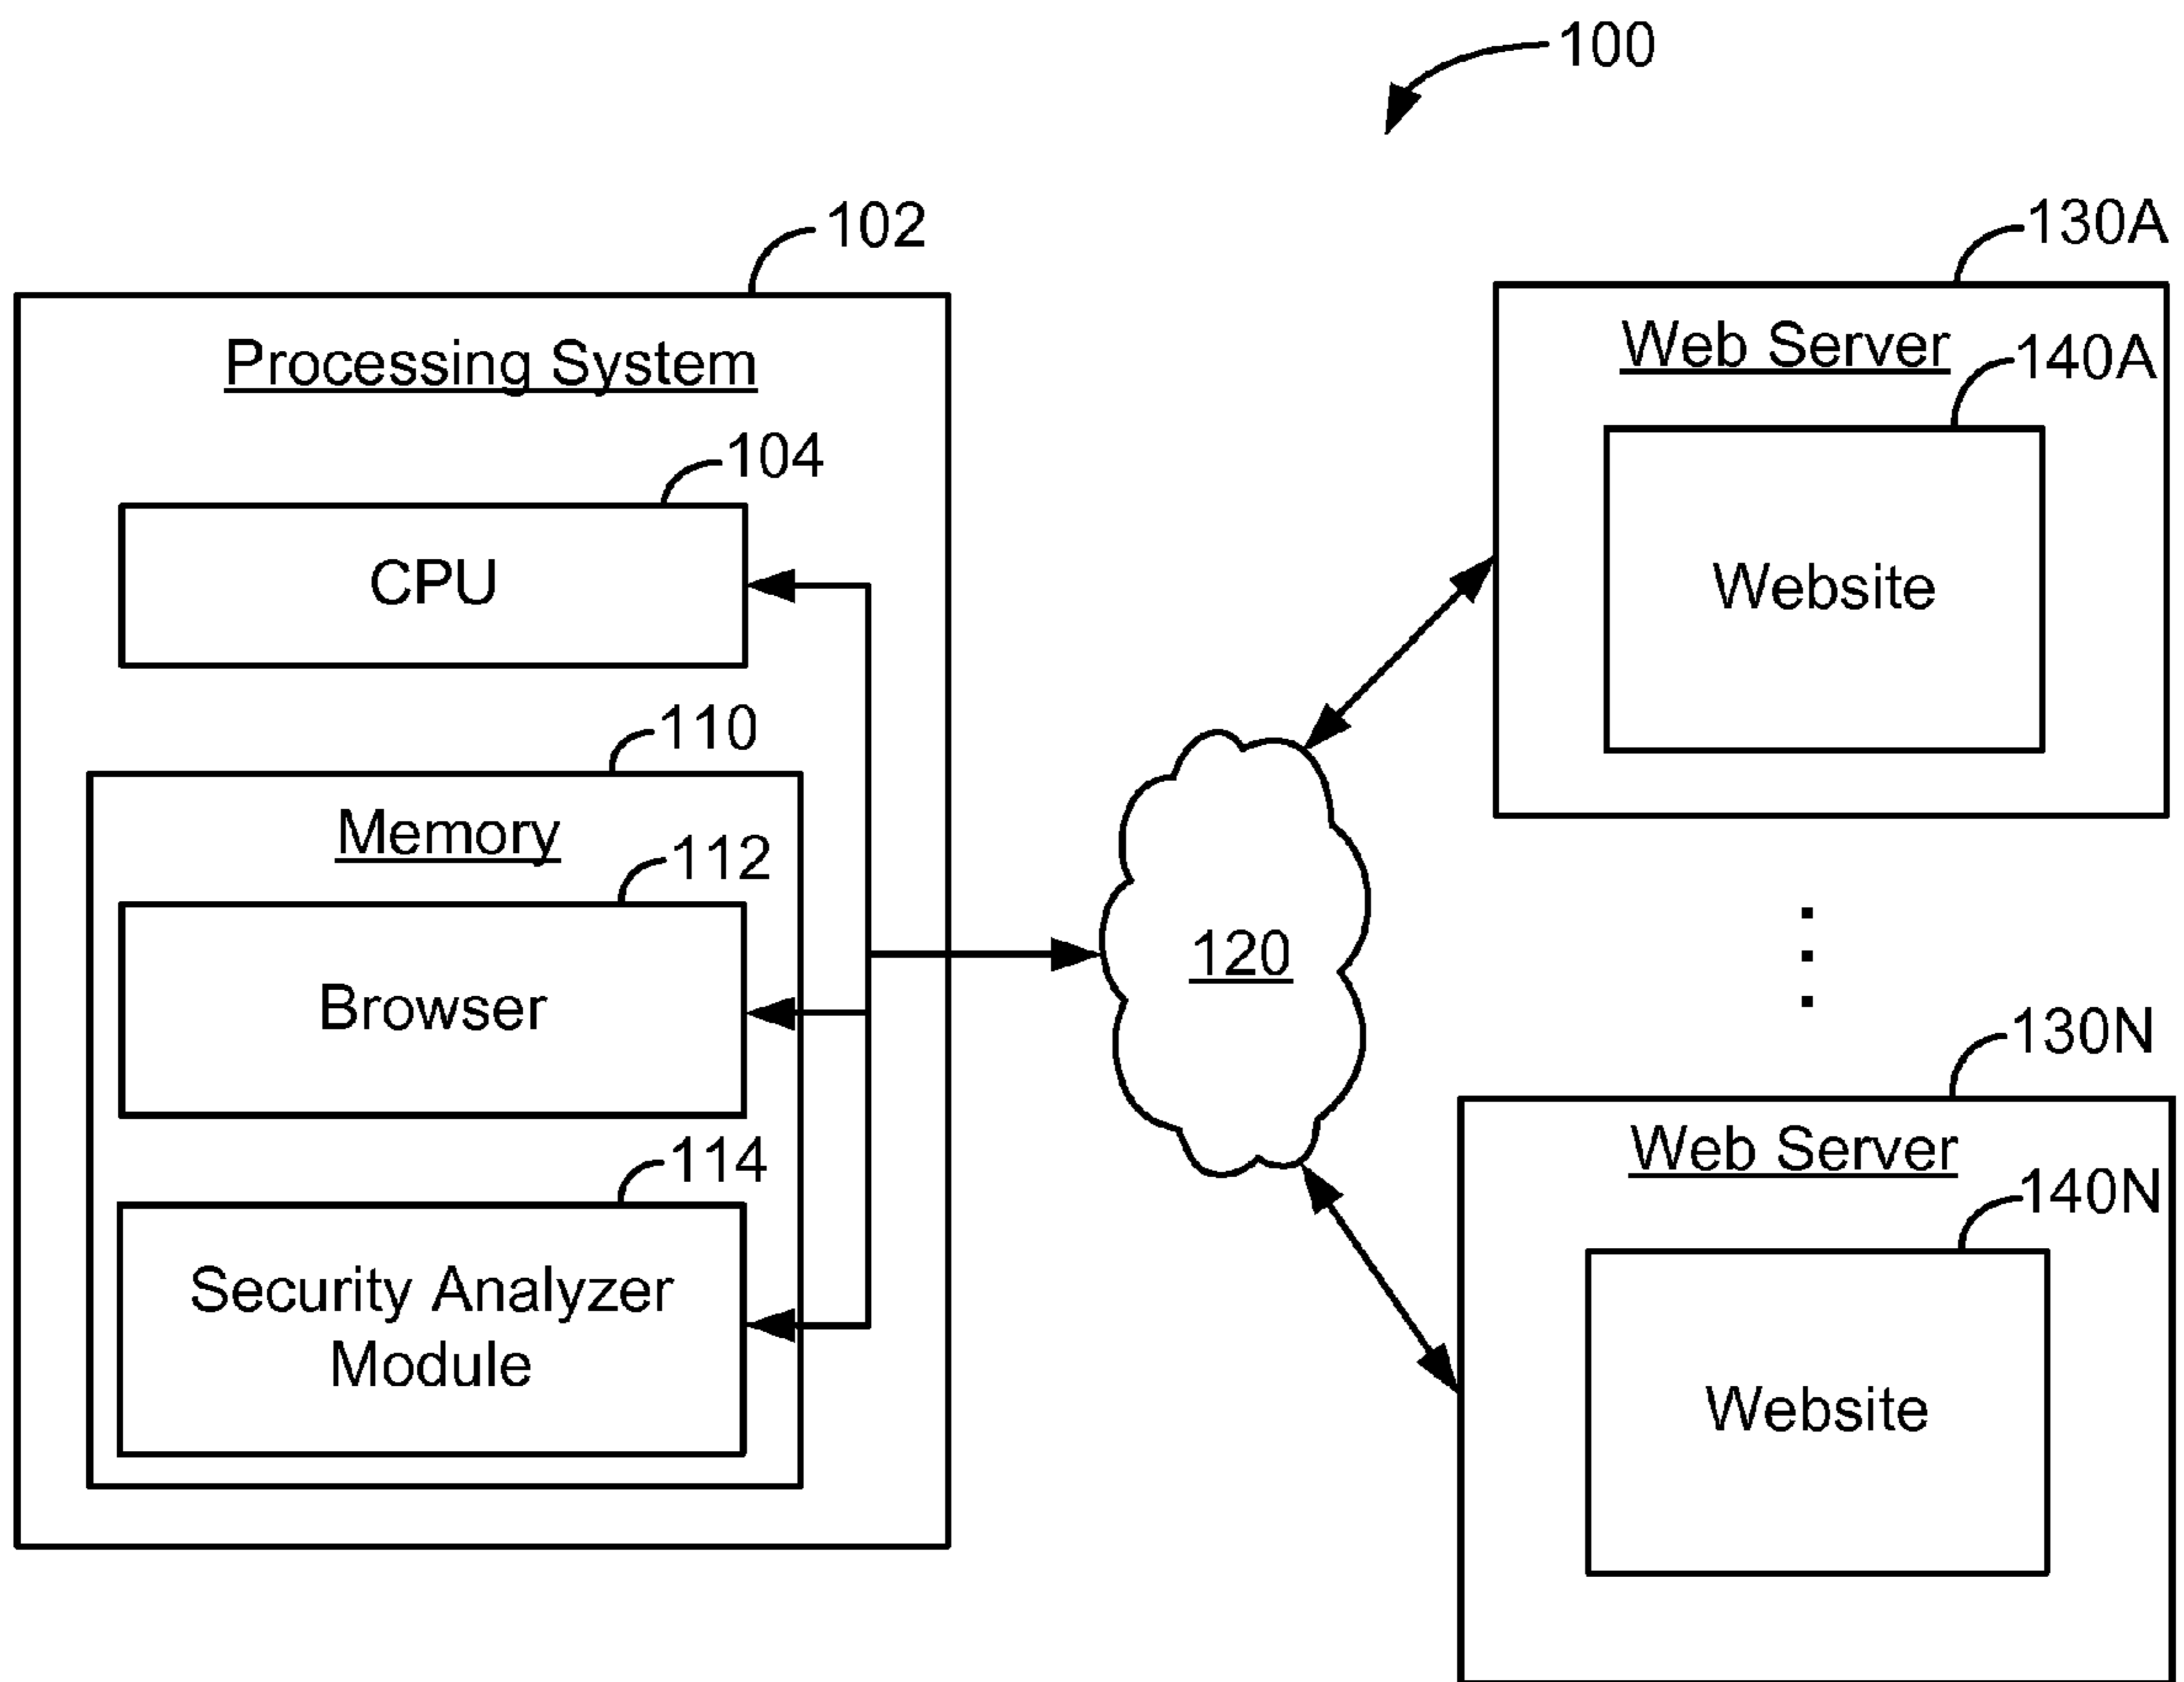 100
102
Processing System
104
CPU
110
Memory
112
Browser
114
Security Analyzer
Module
120
130A
Web Server
140A
Website
130N
Web Server
140N
Website